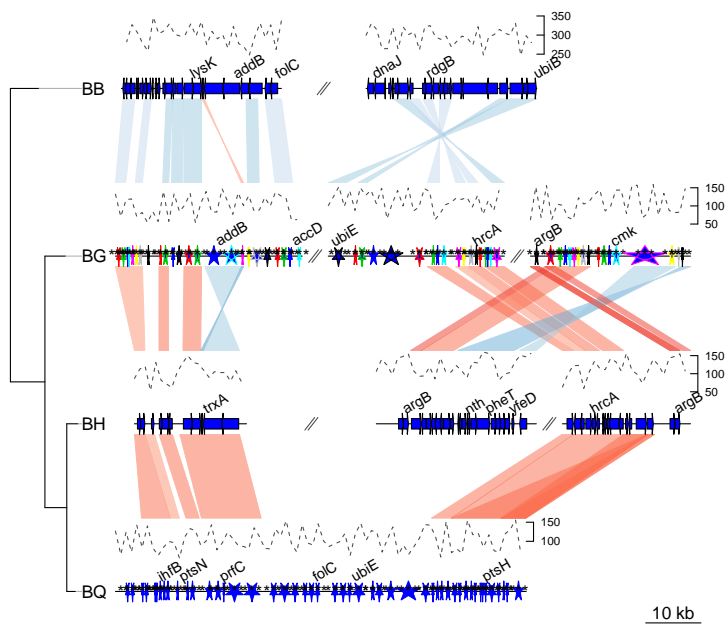 350
300
250
BB lysK addB folC // dnaJ rdgB ubiB
150
100
50
BG addB accD // ubiE hrcA // argB cmk
150
100
50
BH trxA // argB nth pheT yfeD // hrcA argB
150
100
BQ ihfB ptsN prfC folC ubiE ptsH
10 kb